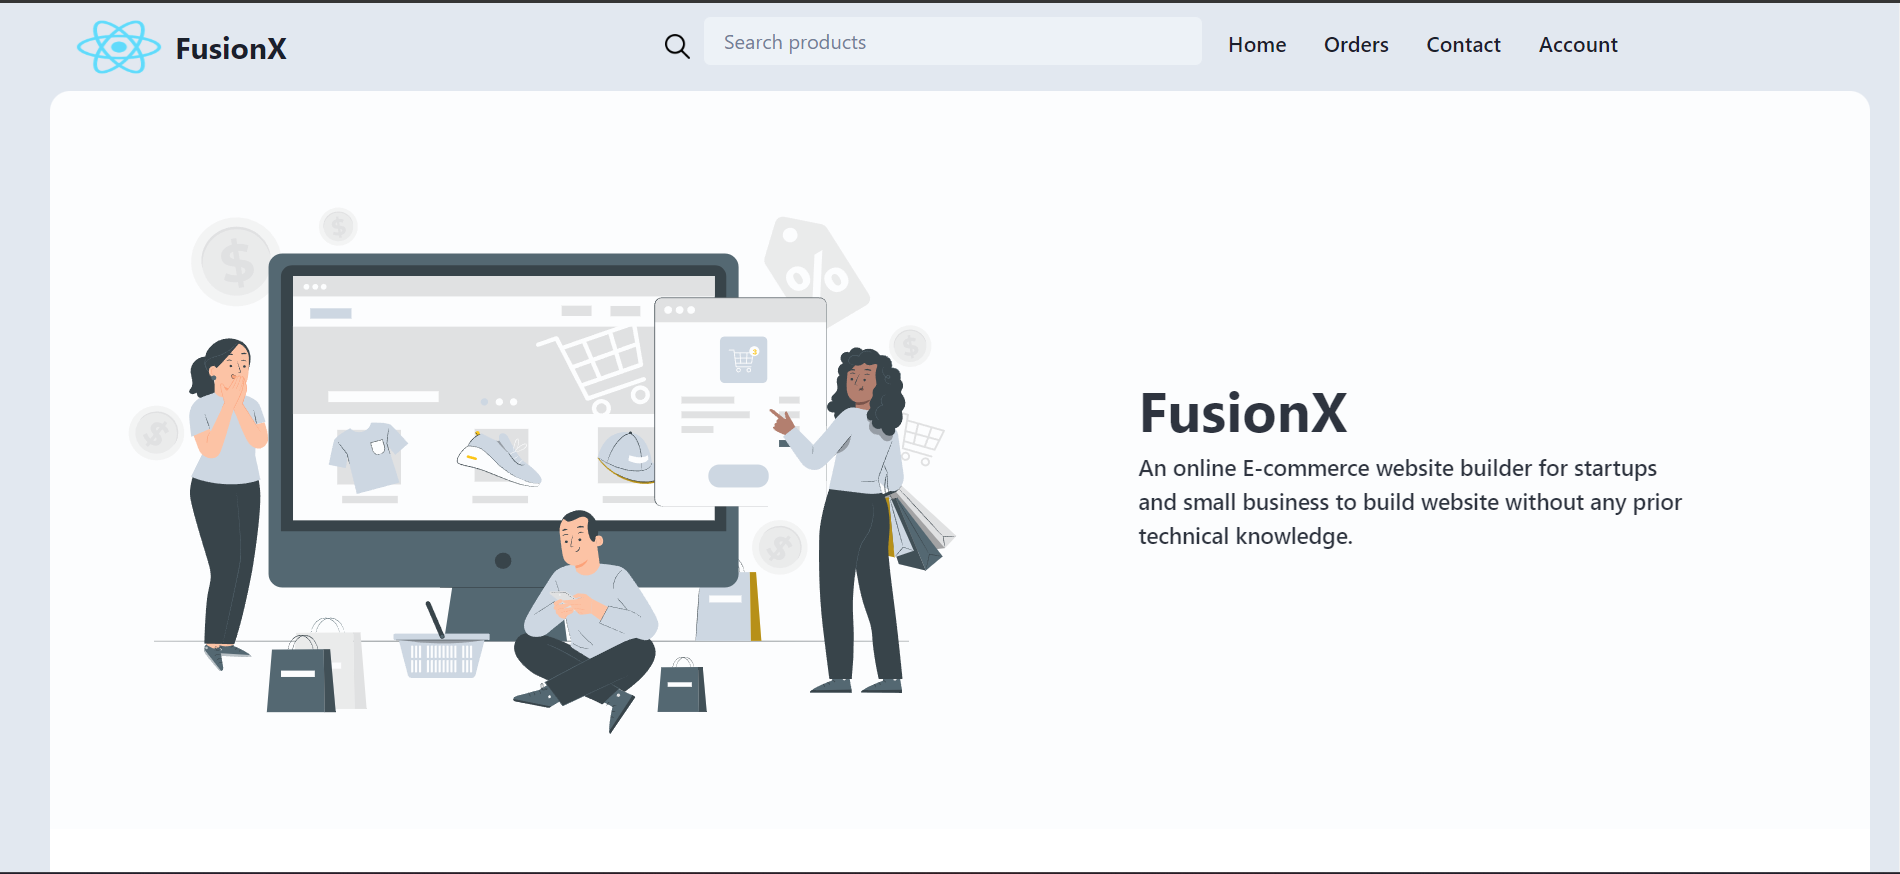 FusionX
Search products
Home Orders Contact Account
$
$
%
$
$
$
FusionX
An online E-commerce website builder for startups
and small business to build website without any prior
technical knowledge.